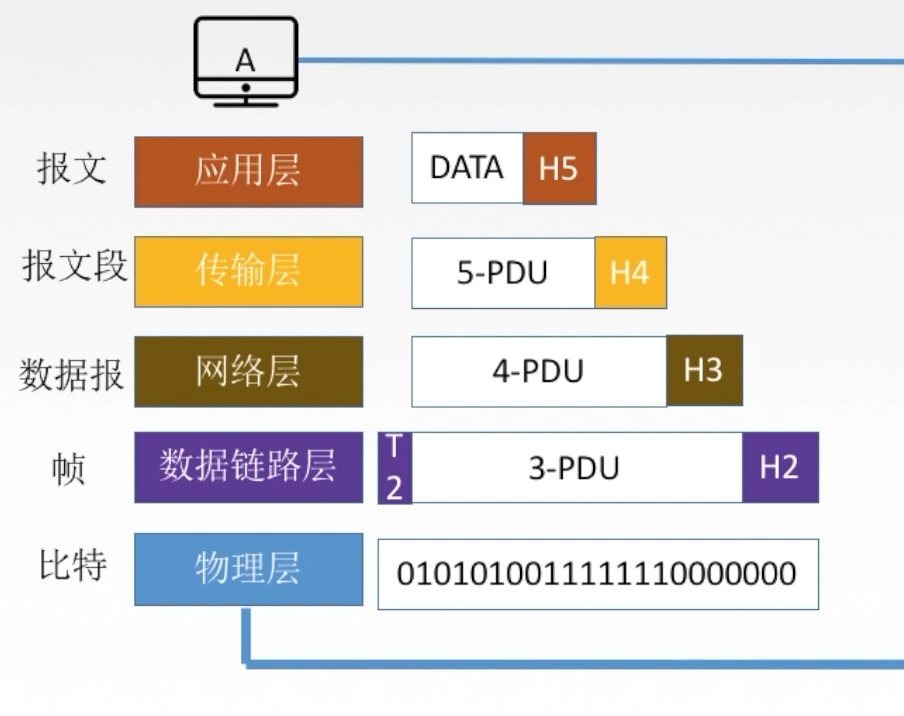 A
报文 应用层 DATA H5
报文段 传输层 5-PDU H4
数据报 网络层 4-PDU H3
帧 数据链路层 T2 3-PDU H2
比特 物理层 0101010011111110000000